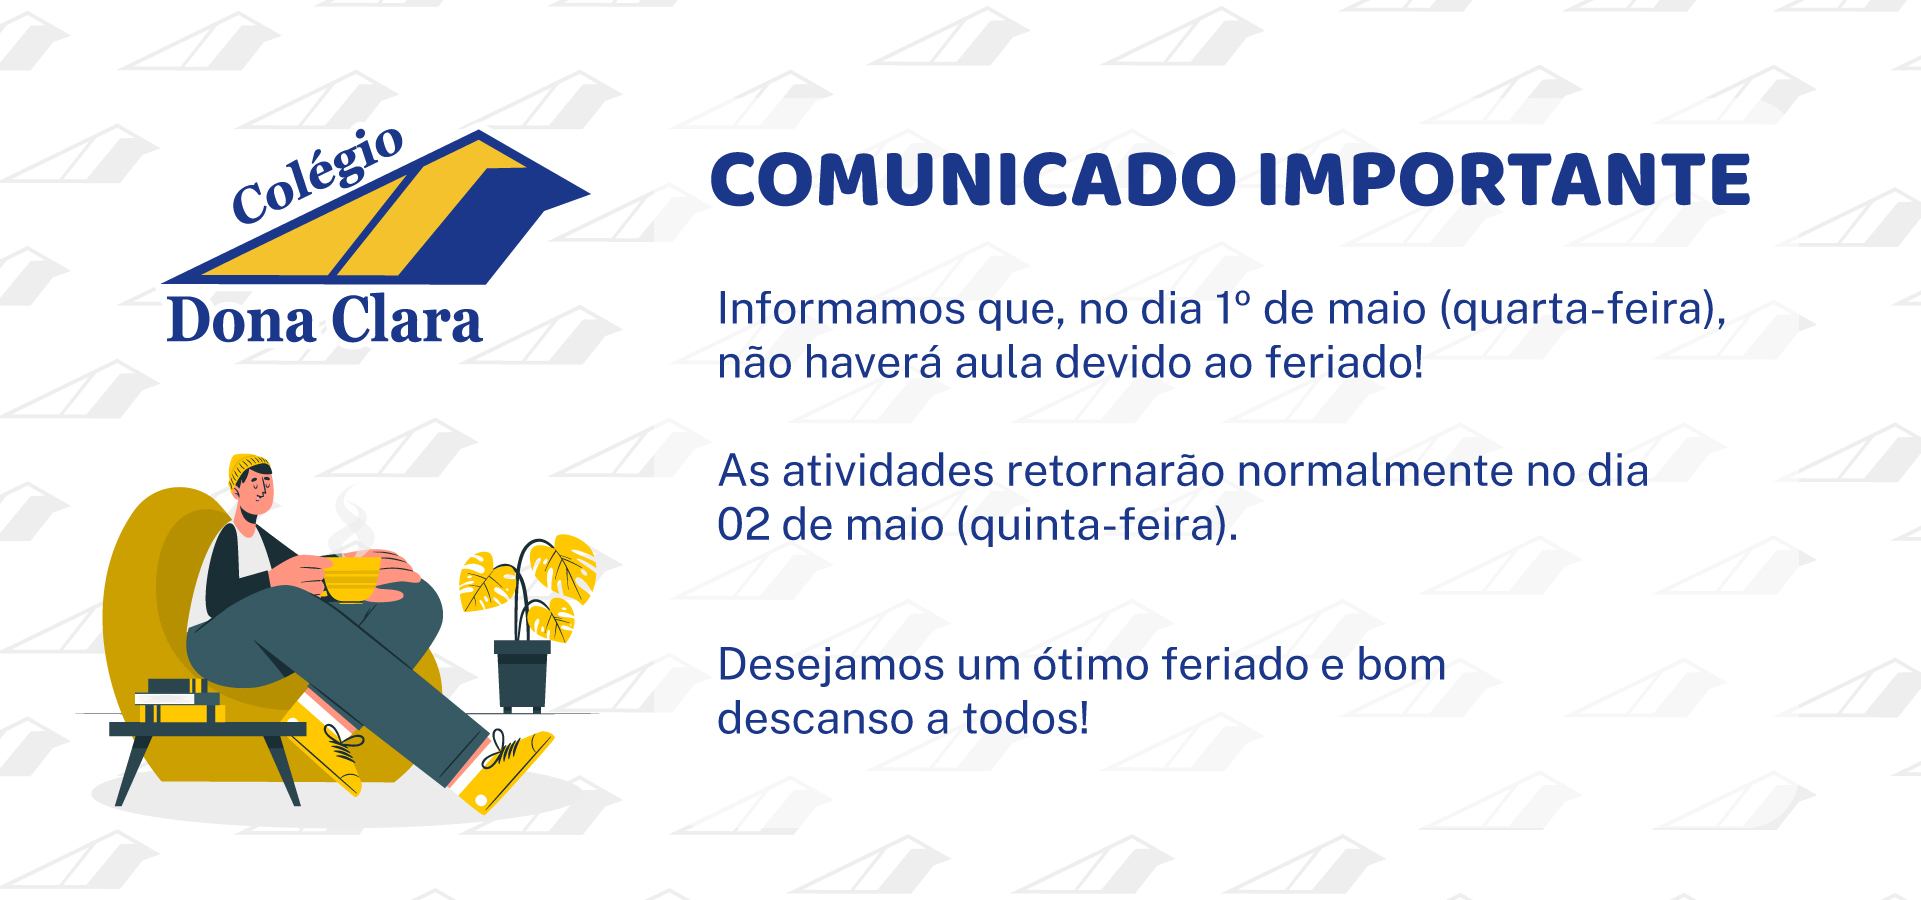 Colégio
Dona Clara
COMUNICADO IMPORTANTE
Informamos que, no dia 1º de maio (quarta-feira),
não haverá aula devido ao feriado!
As atividades retornarão normalmente no dia
02 de maio (quinta-feira).
Desejamos um ótimo feriado e bom
descanso a todos!